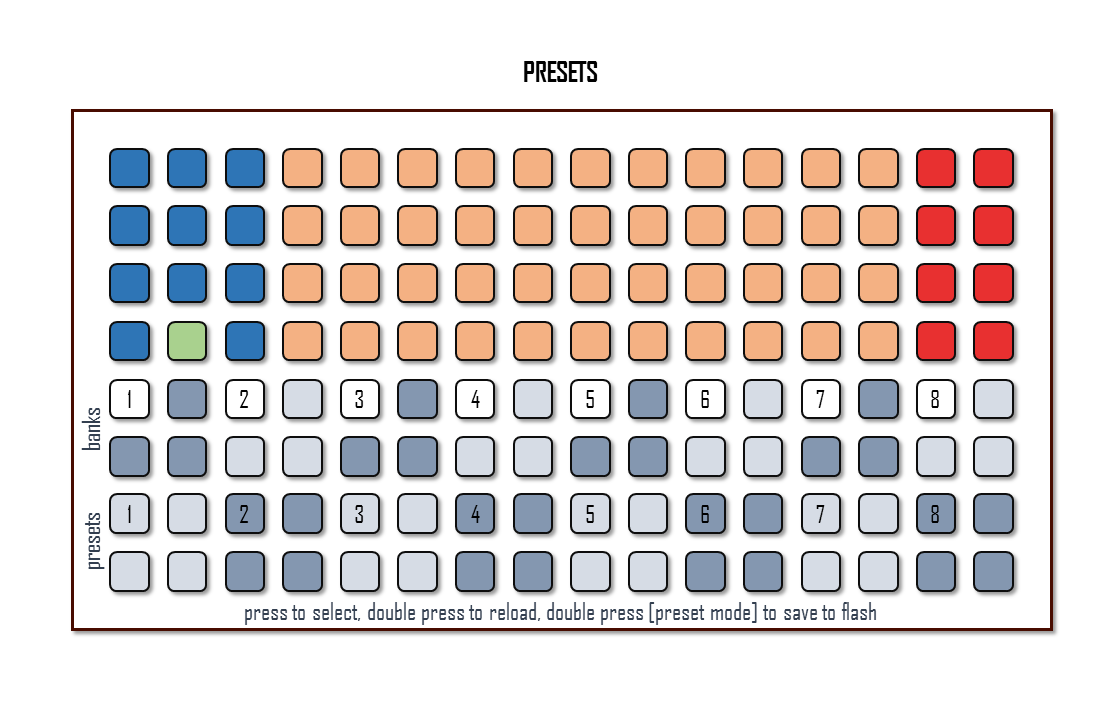 PRESETS
banks
1 2 3 4 5 6 7 8
presets
1 2 3 4 5 6 7 8
press to select, double press to reload, double press [preset mode] to save to flash